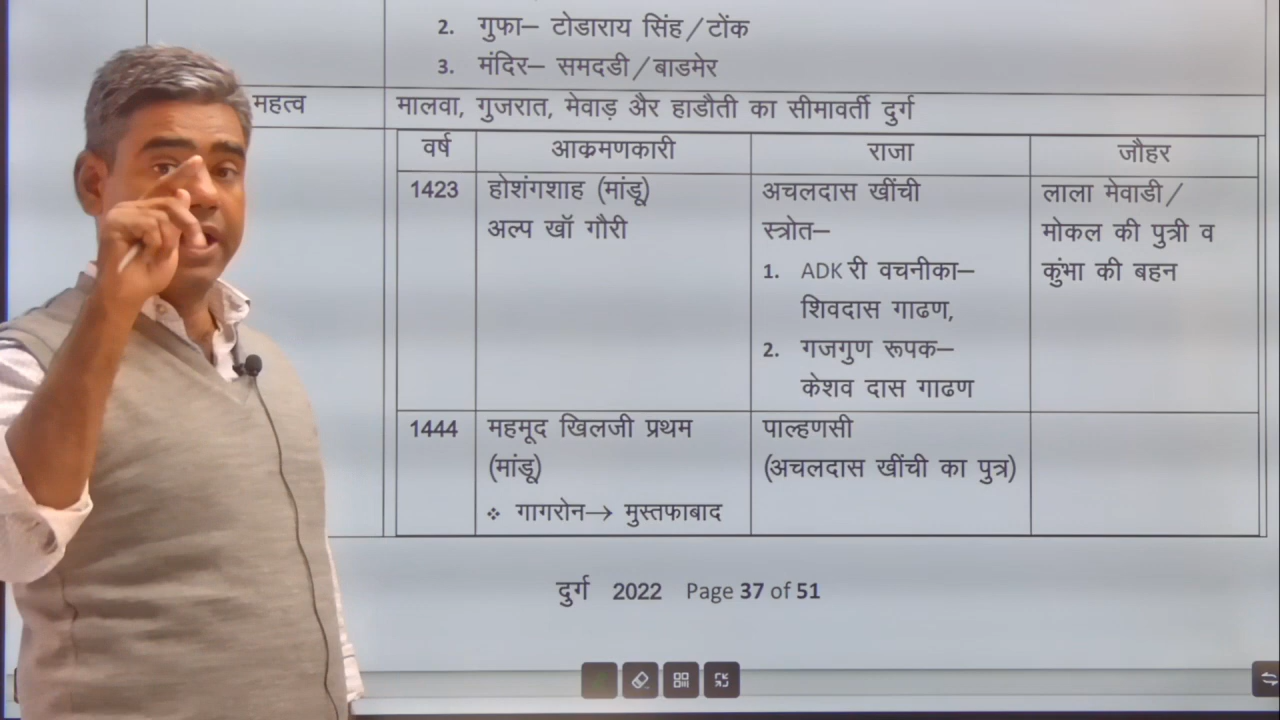 2. गुफा– टोडाराय सिंह/टोंक
3. मंदिर– समदडी/बाडमेर
महत्व
मालवा, गुजरात, मेवाड़ अैर हाडौती का सीमावर्ती दुर्ग
वर्ष आक्रमणकारी राजा जौहर
1423 होशंगशाह (मांडू) अचलदास खींची लाला मेवाडी/
अल्प खॉ गौरी स्त्रोत– मोकल की पुत्री व
1. ADK री वचनीका– कुंभा की बहन
शिवदास गाढण,
2. गजगुण रूपक–
केशव दास गाढण
1444 महमूद खिलजी प्रथम पाल्हणसी
(मांडू) (अचलदास खींची का पुत्र)
❖ गागरोन→ मुस्तफाबाद
दुर्ग 2022 Page 37 of 51